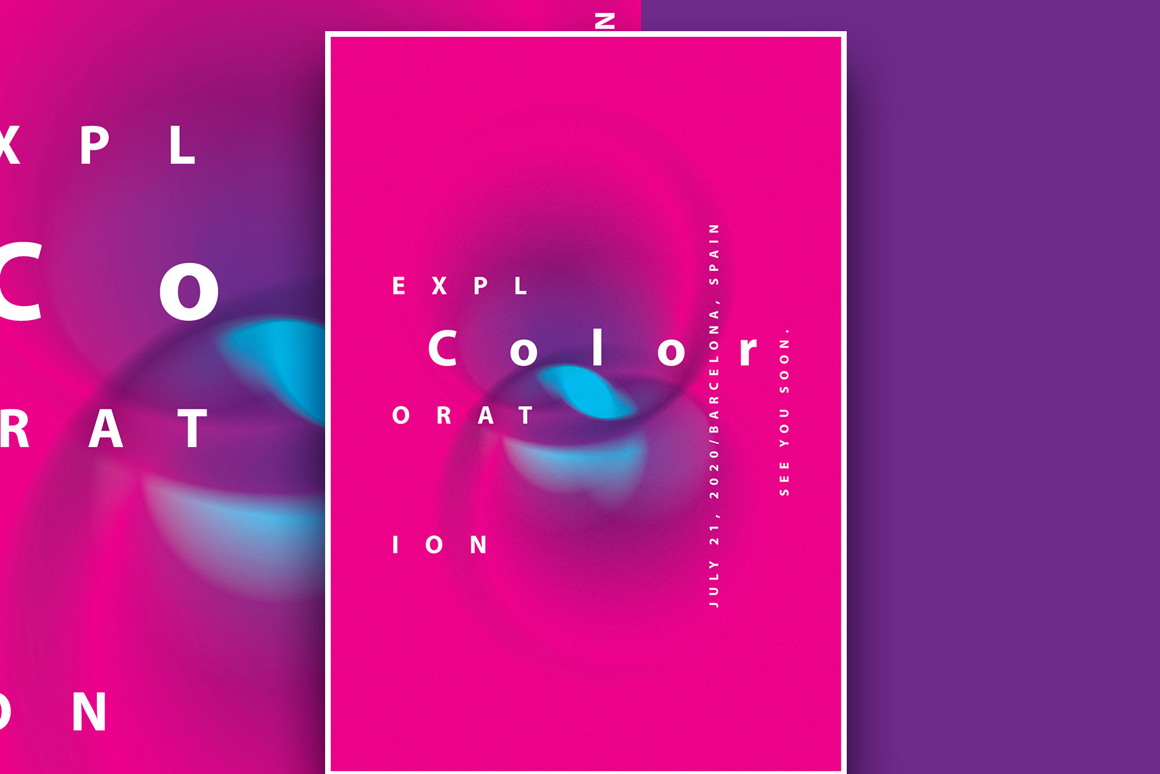 N
X P L
C o
R A T
O N
E X P L
C o l o r
O R A T
I O N
JULY 21, 2020/BARCELONA, SPAIN
SEE YOU SOON.